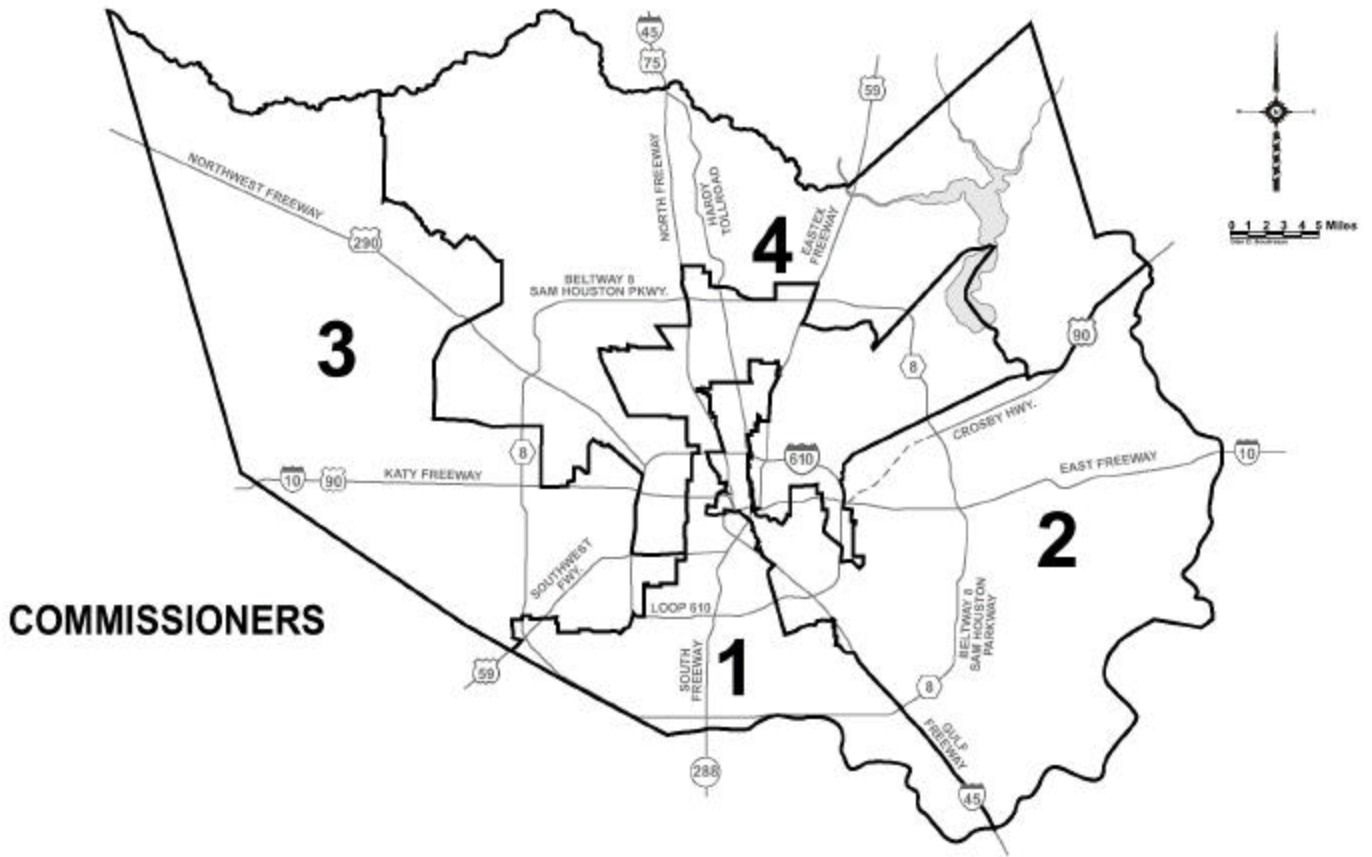 45
75
59
NORTHWEST FREEWAY
NORTH FREEWAY
HARDY
TOLLROAD
EASTEX
FREEWAY
4
0 1 2 3 4 5 Miles
290
BELTWAY 8
SAM HOUSTON PKWY.
3
90
8
CROSBY HWY.
8
610
10
90
KATY FREEWAY
EAST FREEWAY
10
2
SOUTHWEST
FWY.
COMMISSIONERS
LOOP 610
BELTWAY 8
SAM HOUSTON
PARKWAY
59
SOUTH
FREEWAY
1
8
GULF
FREEWAY
288
45